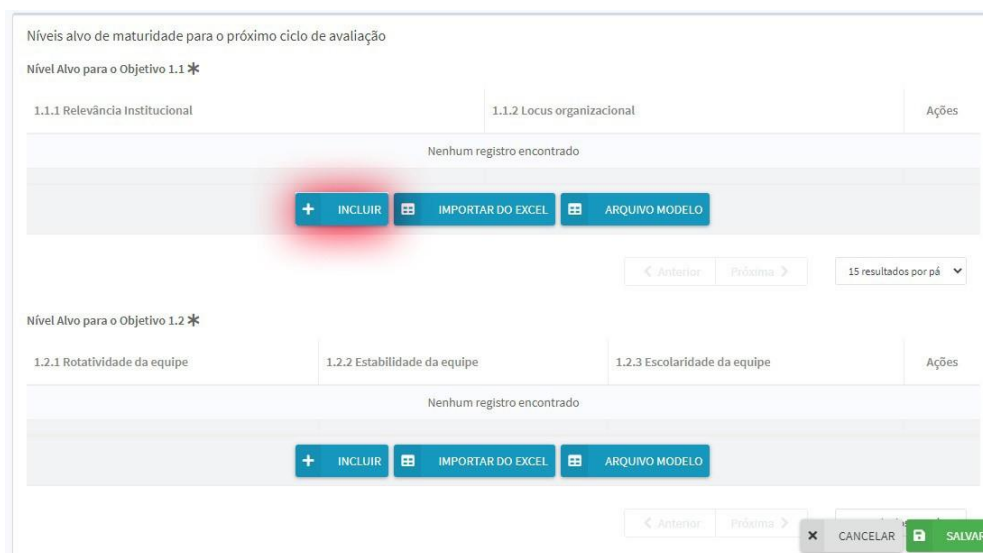 Níveis alvo de maturidade para o próximo ciclo de avaliação
Nível Alvo para o Objetivo 1.1 ✱
1.1.1 Relevância Institucional 1.1.2 Locus organizacional Ações
Nenhum registro encontrado
+ INCLUIR IMPORTAR DO EXCEL ARQUIVO MODELO
Anterior Próxima 15 resultados por pá
Nível Alvo para o Objetivo 1.2 ✱
1.2.1 Rotatividade da equipe 1.2.2 Estabilidade da equipe 1.2.3 Escolaridade da equipe Ações
Nenhum registro encontrado
+ INCLUIR IMPORTAR DO EXCEL ARQUIVO MODELO
Anterior Próxima
× CANCELAR SALVAR